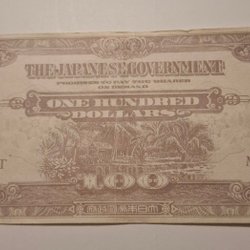 THE JAPANESE GOVERNMENT
PROMISES TO PAY THE BEARER
ON DEMAND
ONE HUNDRED
DOLLARS
100